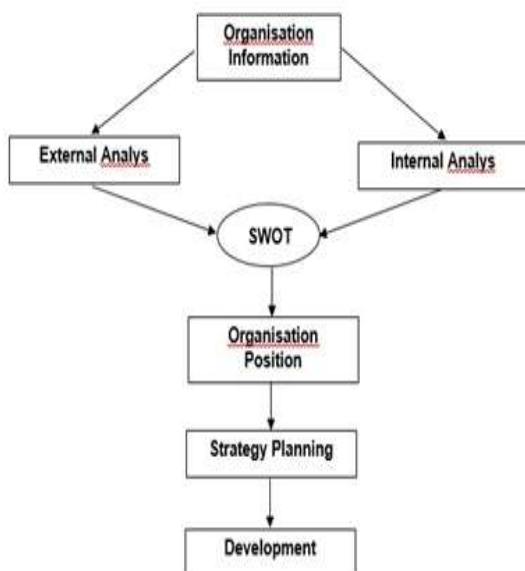 Organisation
Information
External Analys
Internal Analys
SWOT
Organisation
Position
Strategy Planning
Development